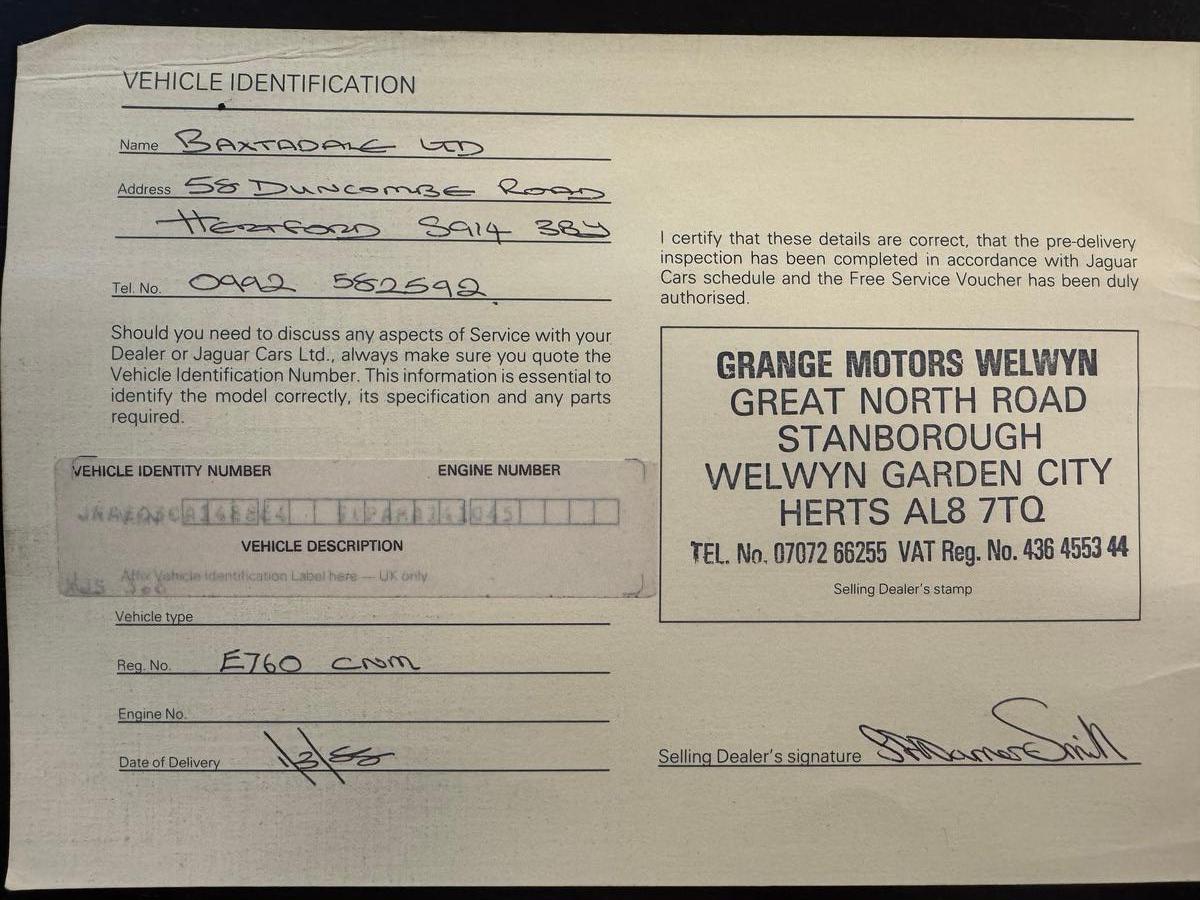 VEHICLE IDENTIFICATION
Name BAXTADALE LTD
Address 58 DUNCOMBE ROAD
HERTFORD SG14 3BY
Tel. No. 0992 582592
Should you need to discuss any aspects of Service with your
Dealer or Jaguar Cars Ltd., always make sure you quote the
Vehicle Identification Number. This information is essential to
identify the model correctly, its specification and any parts
required.
VEHICLE IDENTITY NUMBER ENGINE NUMBER
VEHICLE DESCRIPTION
Affix Vehicle Identification Label here — UK only
Vehicle type
Reg. No. E760 CNM
Engine No.
Date of Delivery 1/3/88
I certify that these details are correct, that the pre-delivery
inspection has been completed in accordance with Jaguar
Cars schedule and the Free Service Voucher has been duly
authorised.
GRANGE MOTORS WELWYN
GREAT NORTH ROAD
STANBOROUGH
WELWYN GARDEN CITY
HERTS AL8 7TQ
TEL. No. 07072 66255 VAT Reg. No. 436 4553 44
Selling Dealer's stamp
Selling Dealer's signature